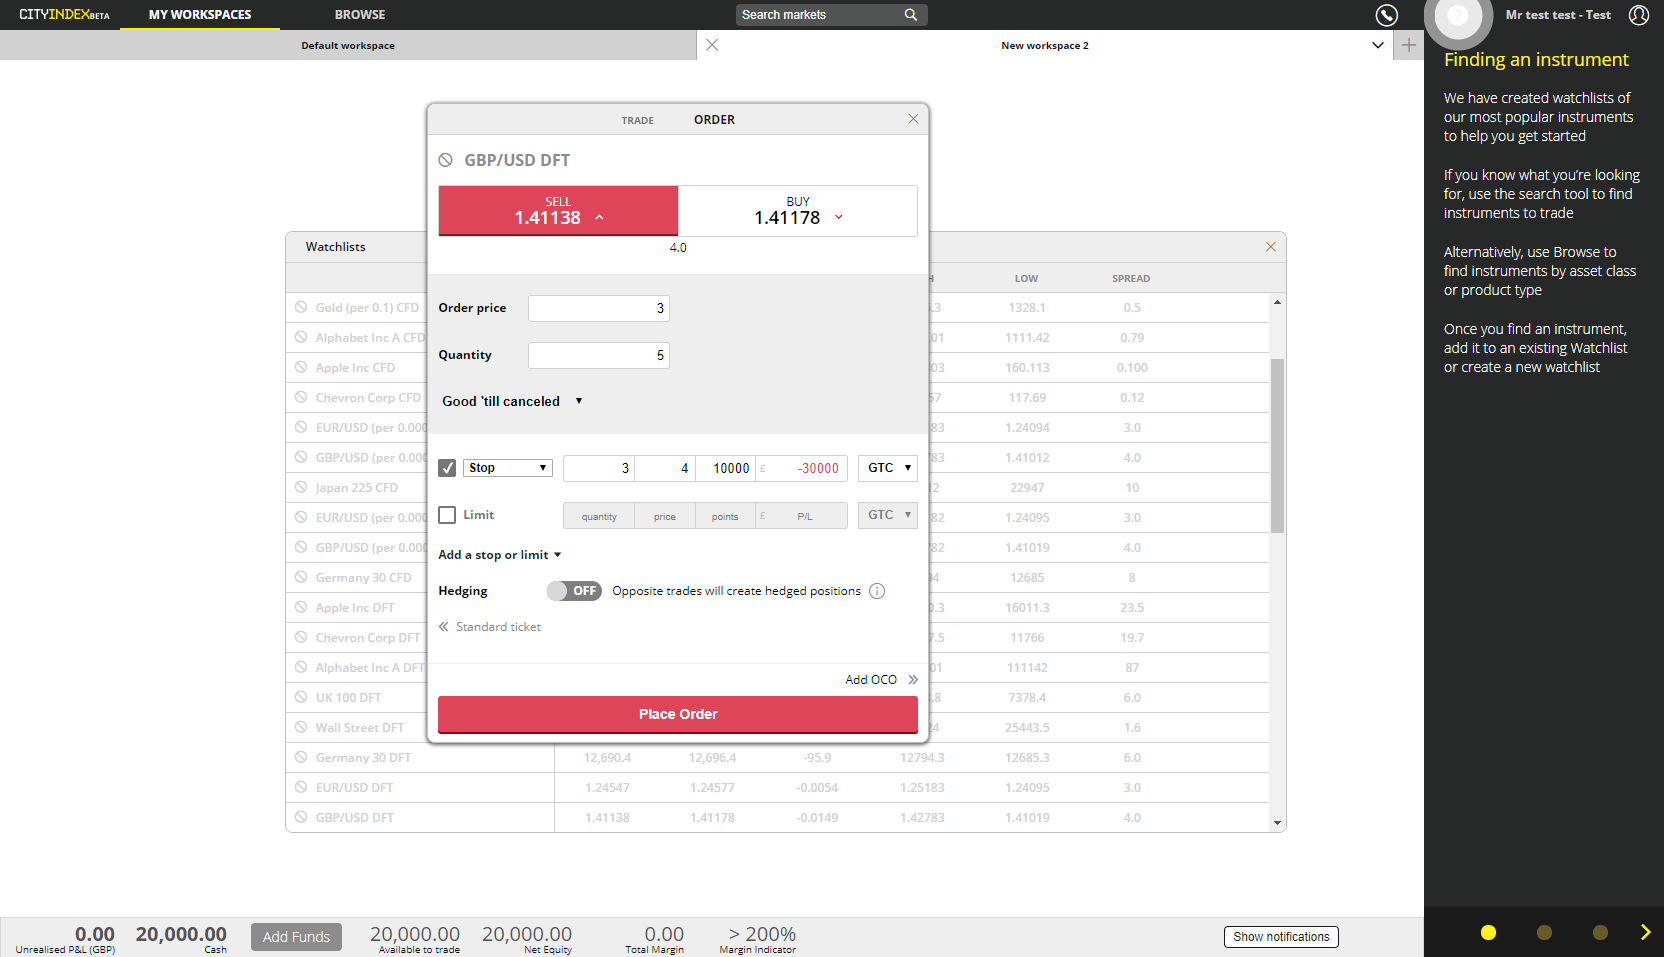 CITYINDEXBETA
MY WORKSPACES
BROWSE
Search markets
?
Mr test test - Test
Default workspace
New workspace 2
Finding an instrument
We have created watchlists of
our most popular instruments
to help you get started
If you know what you're looking
for, use the search tool to find
instruments to trade
Alternatively, use Browse to
find instruments by asset class
or product type
Once you find an instrument,
add it to an existing Watchlist
or create a new watchlist
TRADE ORDER
GBP/USD DFT
SELL
1.41138
BUY
1.41178
4.0
Order price 3
Quantity 5
Good 'till canceled
Stop 3 4 10000 £ -30000 GTC
Limit quantity price points £ P/L GTC
Add a stop or limit
Hedging OFF Opposite trades will create hedged positions i
Standard ticket
Add OCO
Place Order
Watchlists
H LOW SPREAD
Gold (per 0.1) CFD .3 1328.1 0.5
Alphabet Inc A CFD .01 1111.42 0.79
Apple Inc CFD 03 160.113 0.100
Chevron Corp CFD 57 117.69 0.12
EUR/USD (per 0.000 83 1.24094 3.0
GBP/USD (per 0.000 83 1.41012 4.0
Japan 225 CFD 2 22947 10
EUR/USD (per 0.000 82 1.24095 3.0
GBP/USD (per 0.000 82 1.41019 4.0
Germany 30 CFD 4 12685 8
Apple Inc DFT 0.3 16011.3 23.5
Chevron Corp DFT 7.5 11766 19.7
Alphabet Inc A DFT 01 111142 87
UK 100 DFT .8 7378.4 6.0
Wall Street DFT 24 25443.5 1.6
Germany 30 DFT 12,690.4 12,696.4 -95.9 12794.3 12685.3 6.0
EUR/USD DFT 1.24547 1.24577 -0.0054 1.25183 1.24095 3.0
GBP/USD DFT 1.41138 1.41178 -0.0149 1.42783 1.41019 4.0
0.00
Unrealised P&L (GBP)
20,000.00
Cash
Add Funds
20,000.00
Available to trade
20,000.00
Net Equity
0.00
Total Margin
> 200%
Margin Indicator
Show notifications